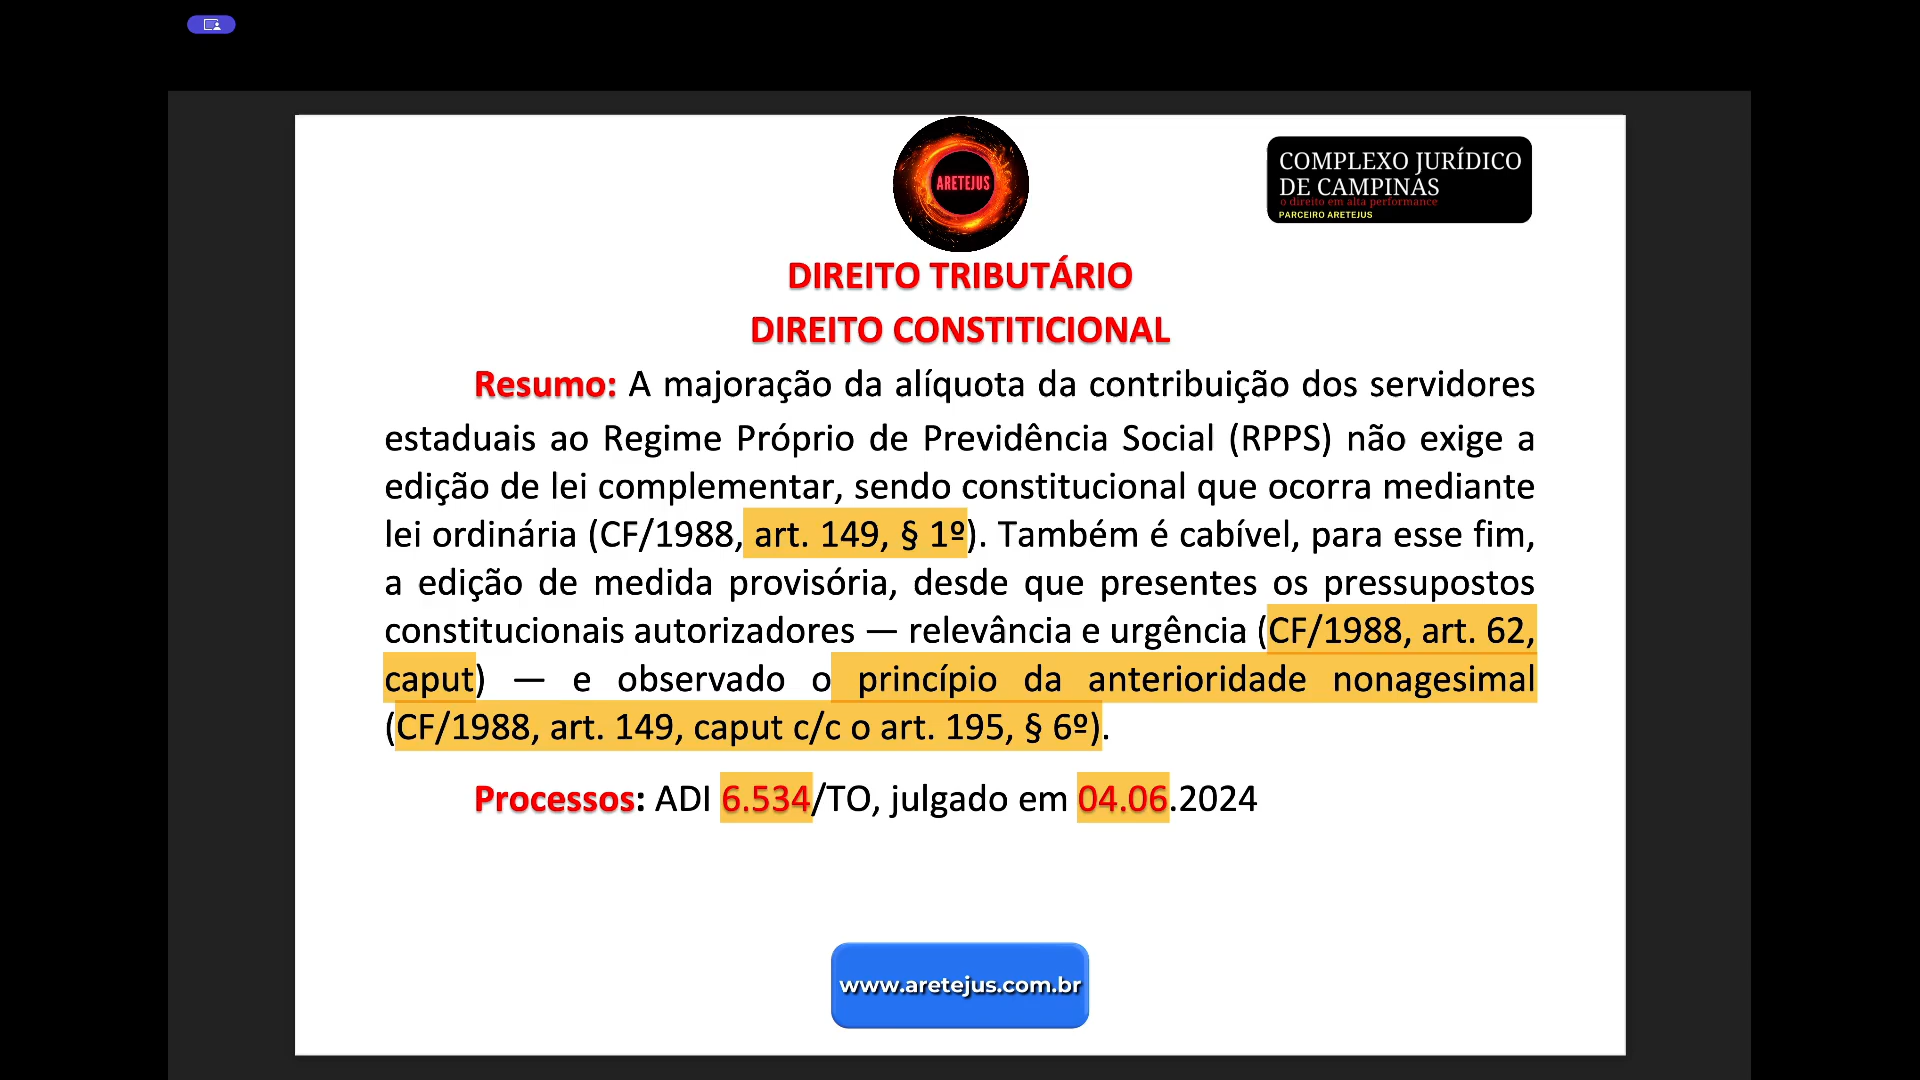 ARETEJUS
COMPLEXO JURÍDICO
DE CAMPINAS
o direito em alta performance
PARCEIRO ARETEJUS
DIREITO TRIBUTÁRIO
DIREITO CONSTITICIONAL
Resumo: A majoração da alíquota da contribuição dos servidores
estaduais ao Regime Próprio de Previdência Social (RPPS) não exige a
edição de lei complementar, sendo constitucional que ocorra mediante
lei ordinária (CF/1988, art. 149, § 1º). Também é cabível, para esse fim,
a edição de medida provisória, desde que presentes os pressupostos
constitucionais autorizadores — relevância e urgência (CF/1988, art. 62,
caput) — e observado o princípio da anterioridade nonagesimal
(CF/1988, art. 149, caput c/c o art. 195, § 6º).
Processos: ADI 6.534/TO, julgado em 04.06.2024
www.aretejus.com.br